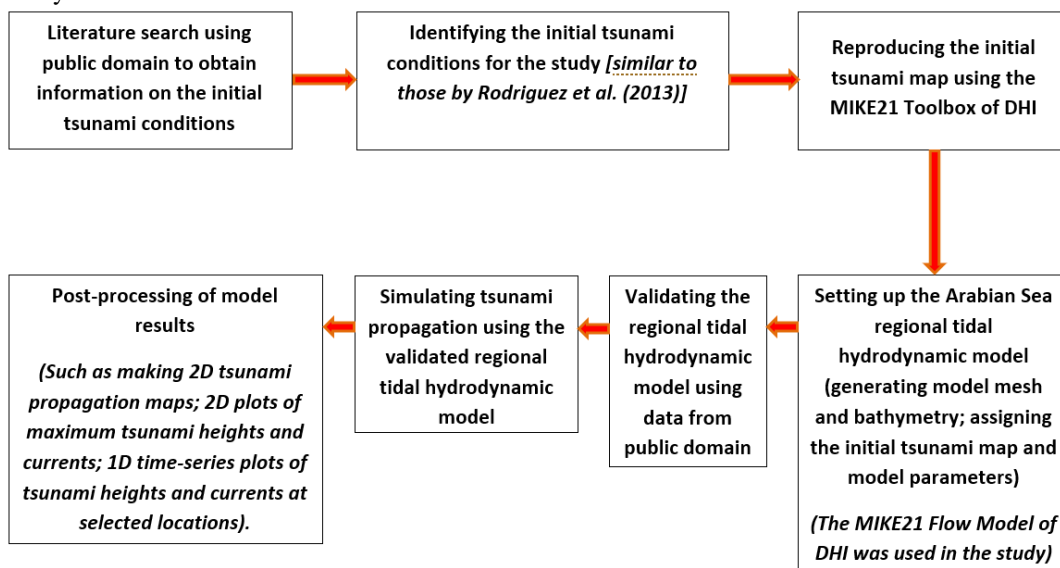 Literature search using
public domain to obtain
information on the initial
tsunami conditions
Identifying the initial tsunami
conditions for the study [similar to
those by Rodriguez et al. (2013)]
Reproducing the initial
tsunami map using the
MIKE21 Toolbox of DHI
Setting up the Arabian Sea
regional tidal
hydrodynamic model
(generating model mesh
and bathymetry; assigning
the initial tsunami map and
model parameters)
(The MIKE21 Flow Model of
DHI was used in the study)
Validating the
regional tidal
hydrodynamic
model using
data from
public domain
Simulating tsunami
propagation using the
validated regional
tidal hydrodynamic
model
Post-processing of model
results
(Such as making 2D tsunami
propagation maps; 2D plots of
maximum tsunami heights and
currents; 1D time-series plots of
tsunami heights and currents at
selected locations).